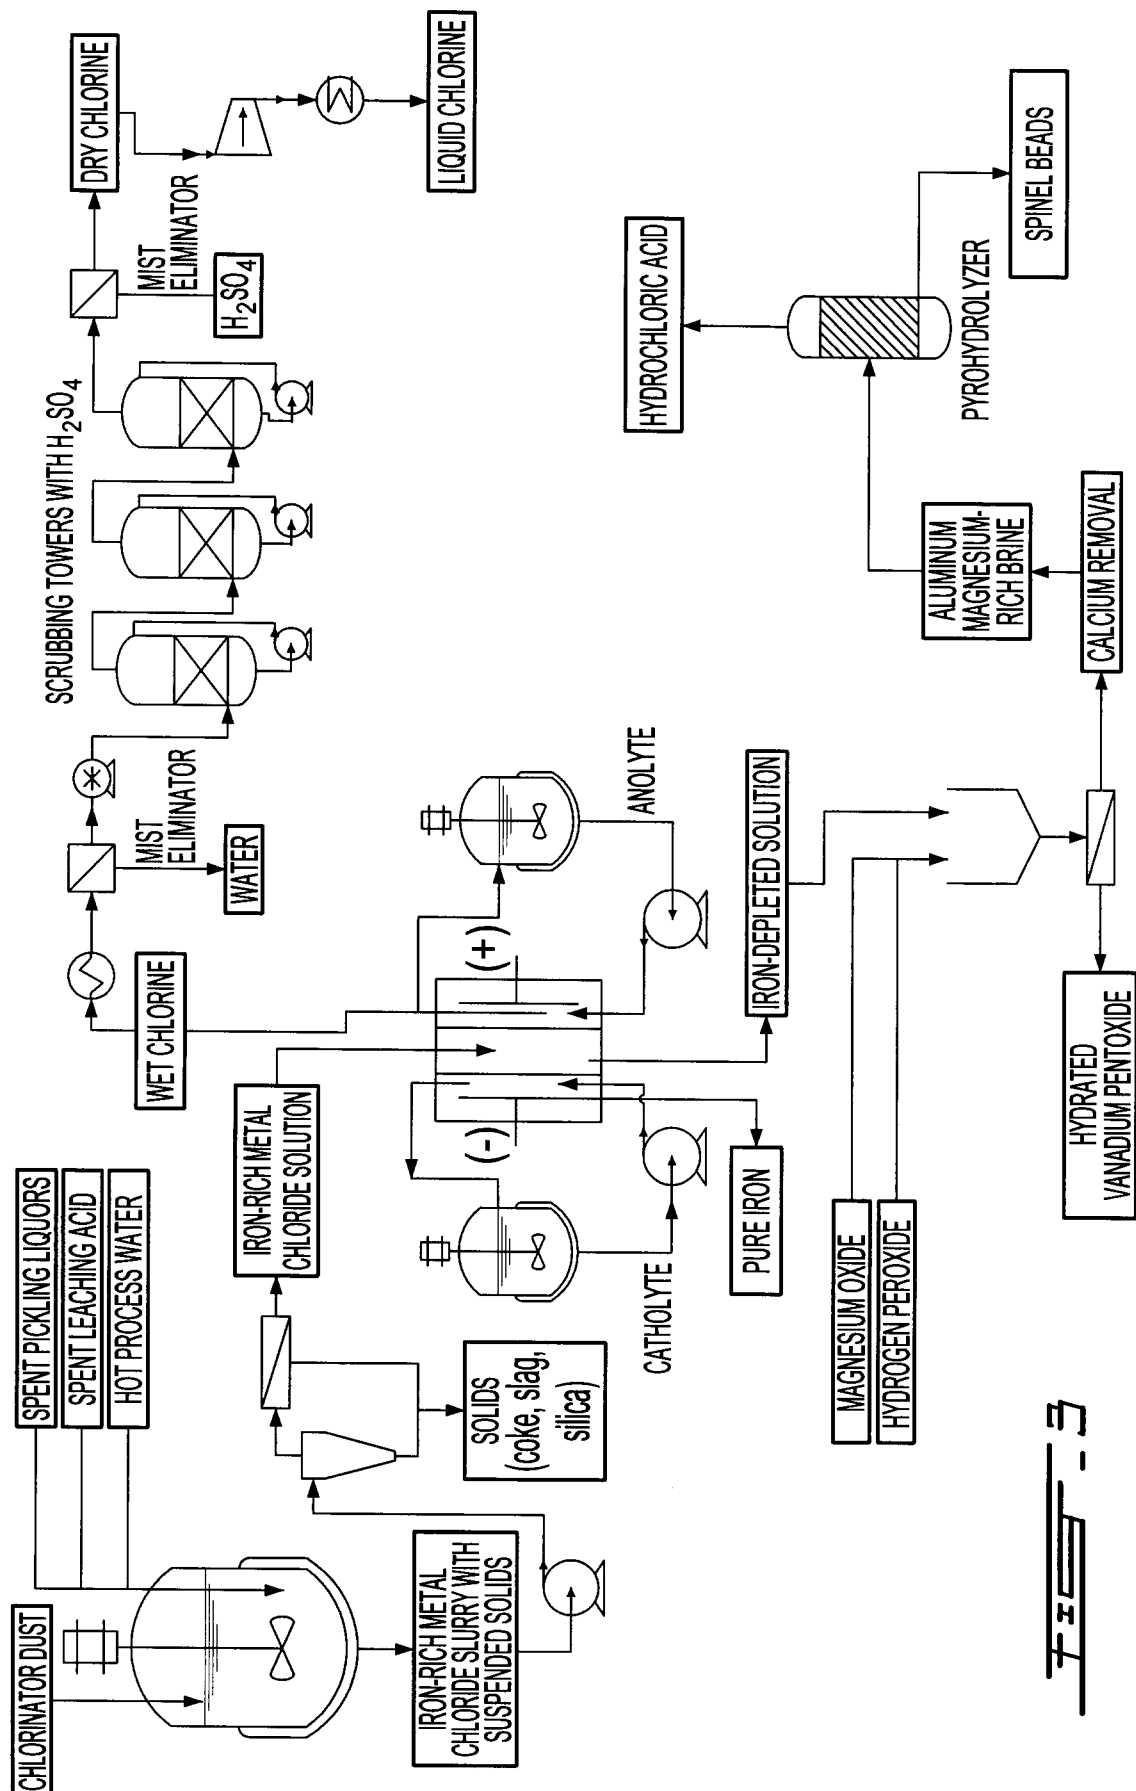 CHLORINATOR DUST
SPENT PICKLING LIQUORS
SPENT LEACHING ACID
HOT PROCESS WATER
IRON-RICH METAL
CHLORIDE SLURRY WITH
SUSPENDED SOLIDS
SOLIDS
(coke, slag,
silica)
IRON-RICH METAL
CHLORIDE SOLUTION
WET CHLORINE
MIST
ELIMINATOR
WATER
SCRUBBING TOWERS WITH H2SO4
MIST
ELIMINATOR
H2SO4
DRY CHLORINE
LIQUID CHLORINE
(-)
(+)
CATHOLYTE
ANOLYTE
PURE IRON
IRON-DEPLETED SOLUTION
MAGNESIUM OXIDE
HYDROGEN PEROXIDE
HYDRATED
VANADIUM PENTOXIDE
CALCIUM REMOVAL
ALUMINUM
MAGNESIUM-
RICH BRINE
PYROHYDROLYZER
HYDROCHLORIC ACID
SPINEL BEADS
FIG - 3